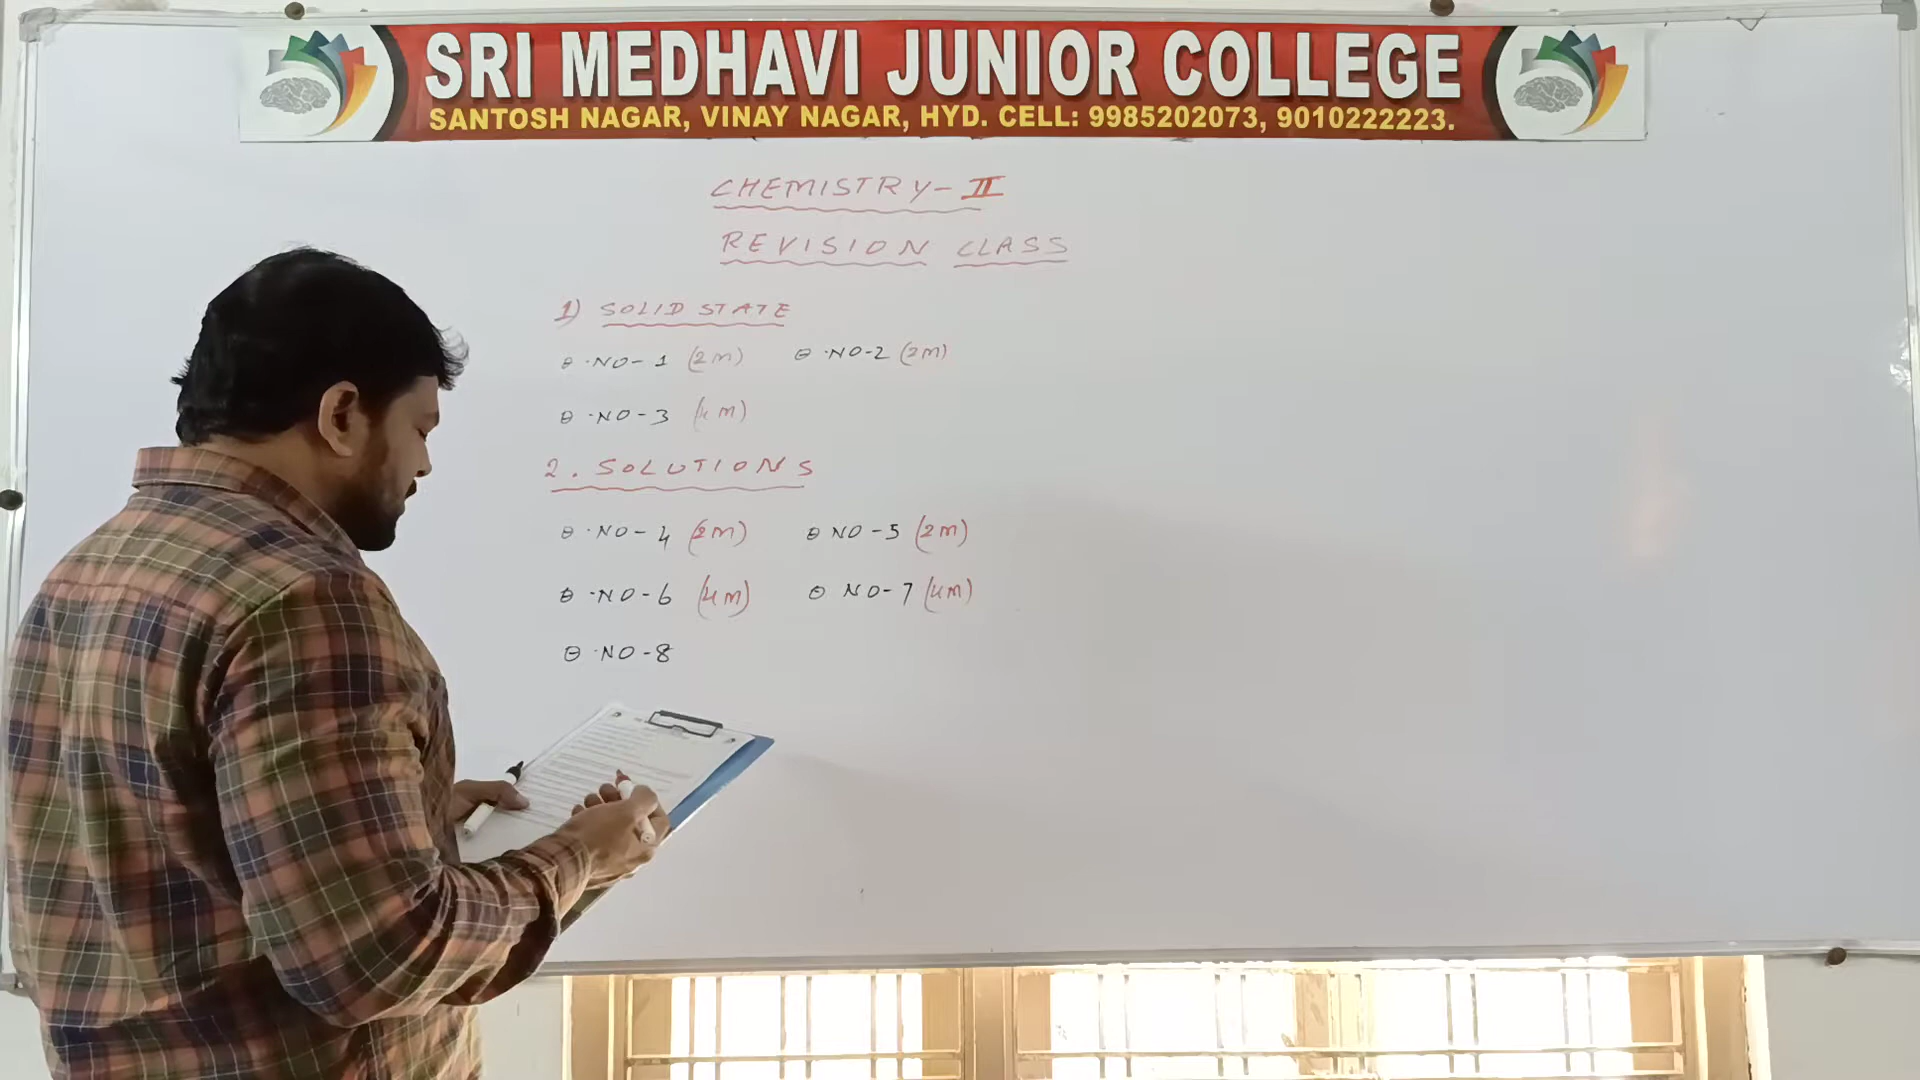 SRI MEDHAVI JUNIOR COLLEGE
SANTOSH NAGAR, VINAY NAGAR, HYD. CELL: 9985202073, 9010222223.
CHEMISTRY-II
REVISION CLASS
1) SOLID STATE
Q.NO-1 (2M) Q.NO-2 (2M)
Q.NO-3 (4M)
2. SOLUTIONS
Q.NO-4 (2M) Q NO-5 (2M)
Q.NO-6 (4M) Q NO-7 (4M)
Q.NO-8